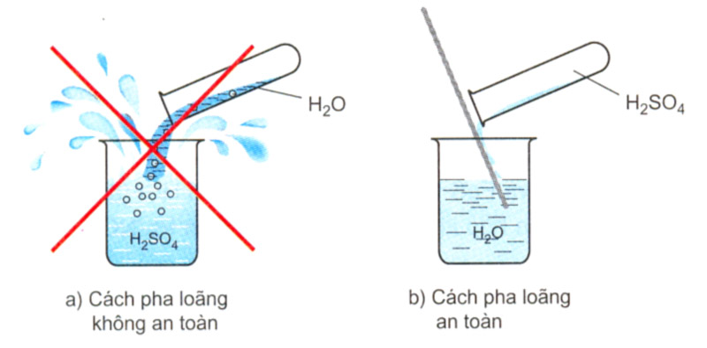 H₂O
H₂SO₄
a) Cách pha loãng
không an toàn
H₂SO₄
H₂O
b) Cách pha loãng
an toàn